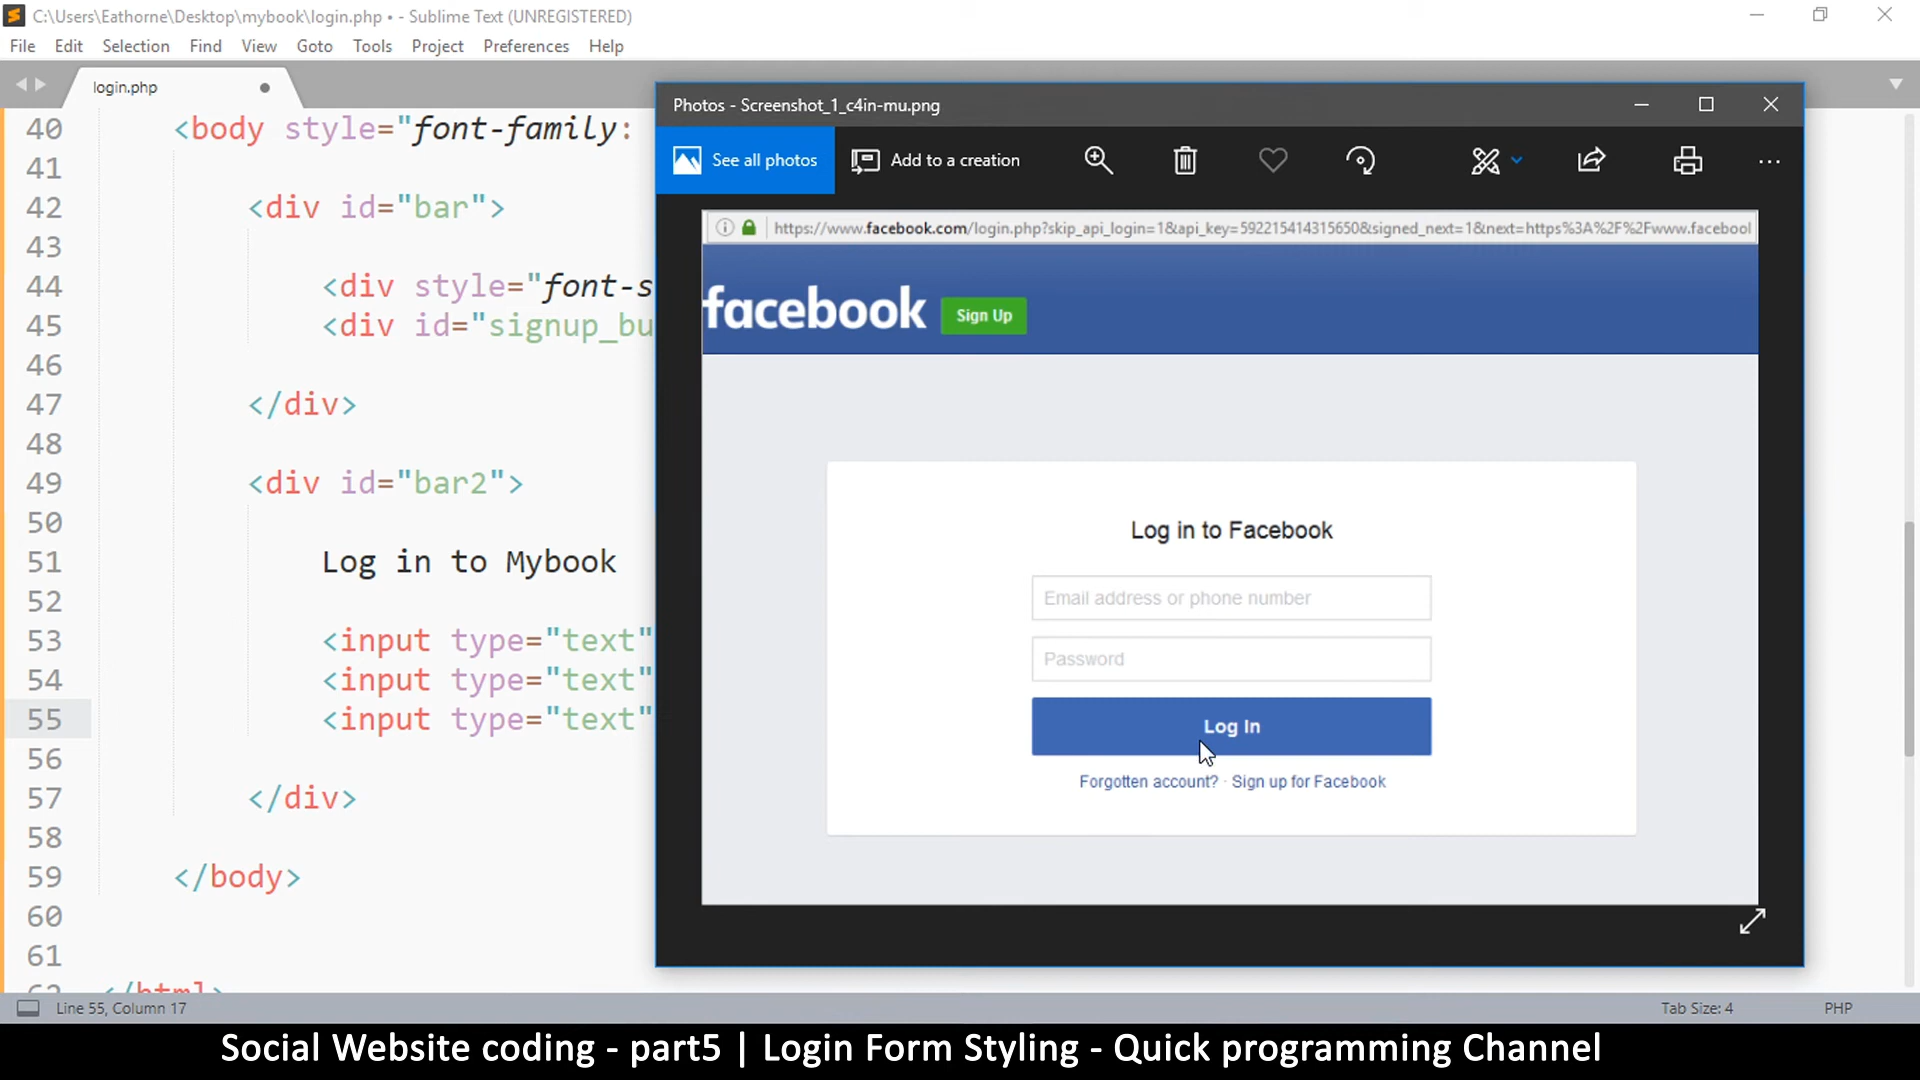 C:\Users\Eathorne\Desktop\mybook\login.php • - Sublime Text (UNREGISTERED)
File Edit Selection Find View Goto Tools Project Preferences Help
login.php
40 <body style="font-family:
41
42 <div id="bar">
43
44 <div style="font-s
45 <div id="signup_bu
46
47 </div>
48
49 <div id="bar2">
50
51 Log in to Mybook
52
53 <input type="text"
54 <input type="text"
55 <input type="text"
56
57 </div>
58
59 </body>
60
61
62 </html>
Photos - Screenshot_1_c4in-mu.png
See all photos Add to a creation
https://www.facebook.com/login.php?skip_api_login=1&api_key=592215414315650&signed_next=1&next=https%3A%2F%2Fwww.facebool
facebook Sign Up
Log in to Facebook
Email address or phone number
Password
Log In
Forgotten account? · Sign up for Facebook
Line 55, Column 17 Tab Size: 4 PHP
Social Website coding - part5 | Login Form Styling - Quick programming Channel